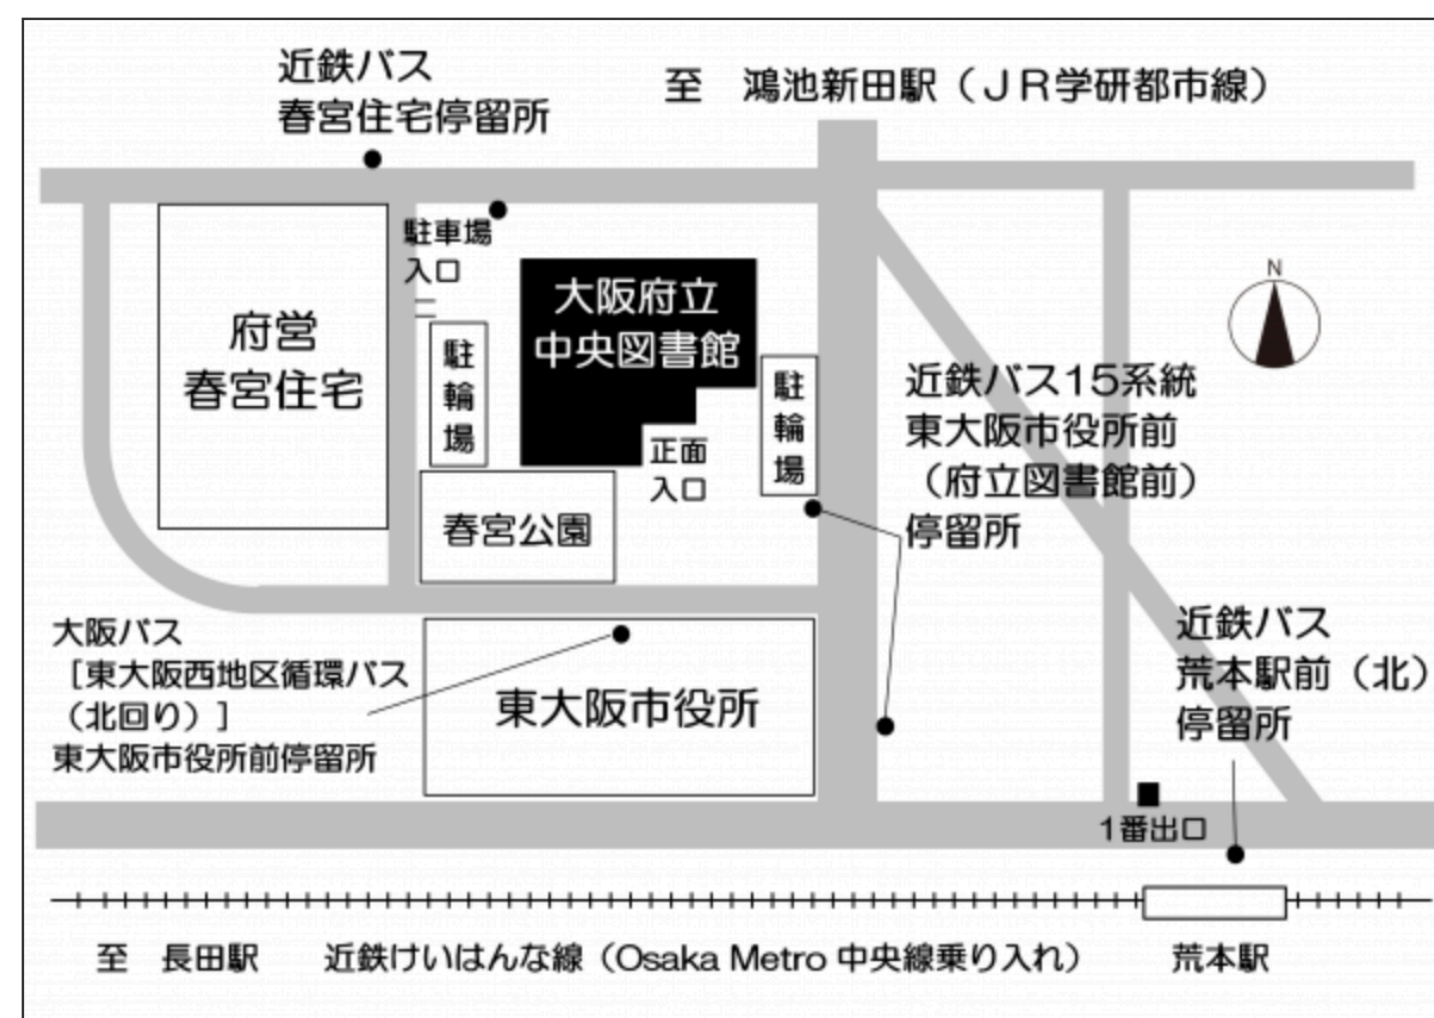 近鉄バス
春宮住宅停留所
至　鴻池新田駅（ＪＲ学研都市線）
駐車場
入口
N
大阪府立
中央図書館
府営
春宮住宅
駐輪場
駐輪場
正面
入口
近鉄バス15系統
東大阪市役所前
（府立図書館前）
停留所
春宮公園
大阪バス
［東大阪西地区循環バス
（北回り）］
東大阪市役所前停留所
東大阪市役所
近鉄バス
荒本駅前（北）
停留所
1番出口
至　長田駅
近鉄けいはんな線（Osaka Metro 中央線乗り入れ）
荒本駅